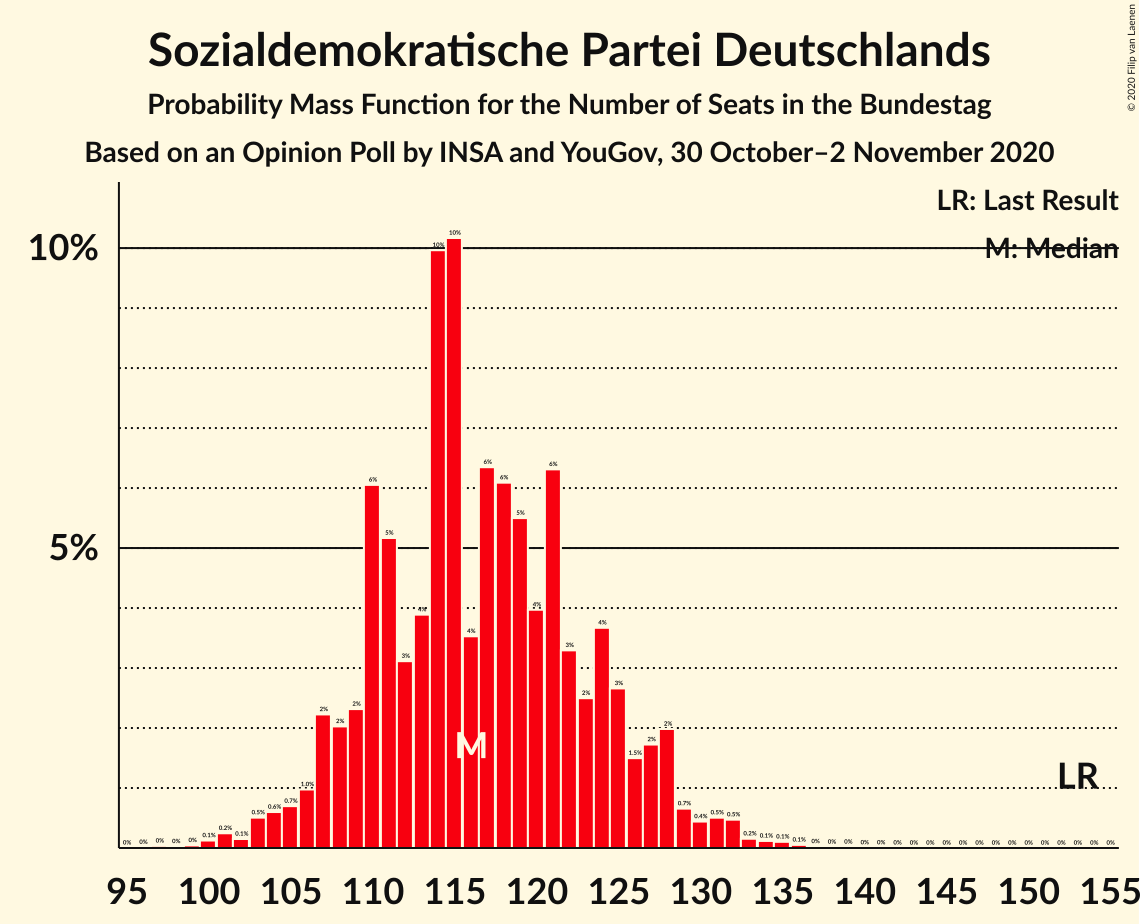 Sozialdemokratische Partei Deutschlands
Probability Mass Function for the Number of Seats in the Bundestag
Based on an Opinion Poll by INSA and YouGov, 30 October–2 November 2020
© 2020 Filip van Laenen
LR: Last Result
M: Median
10%
5%
0% 0% 0% 0% 0% 0.1% 0.2% 0.1% 0.5% 0.6% 0.7% 1.0% 2% 2% 2% 6% 5% 3% 4% 10% 10% 4% 6% 6% 5% 4% 6% 3% 2% 4% 3% 1.5% 2% 2% 0.7% 0.4% 0.5% 0.5% 0.2% 0.1% 0.1% 0.1% 0% 0% 0% 0% 0% 0% 0% 0% 0% 0% 0% 0% 0% 0% 0% 0% 0% 0% 0%
M
LR
95 100 105 110 115 120 125 130 135 140 145 150 155